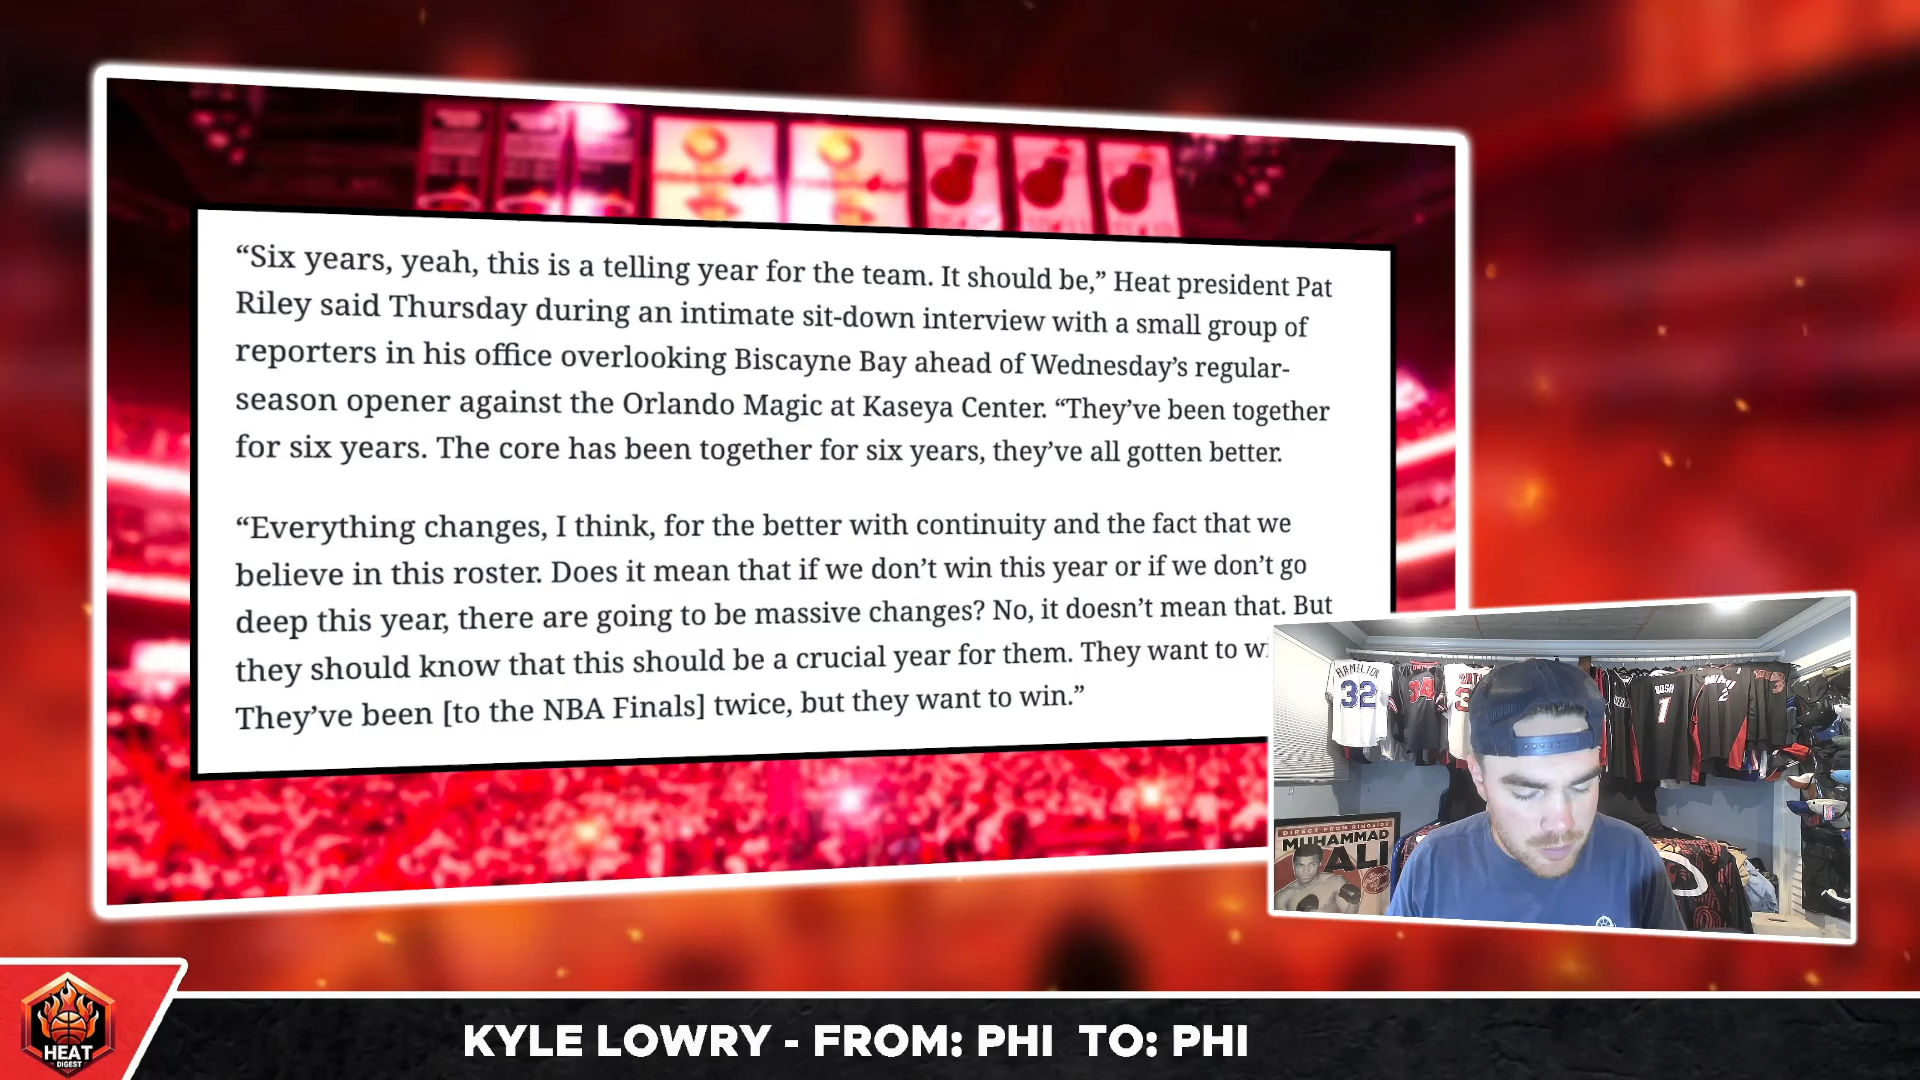 “Six years, yeah, this is a telling year for the team. It should be,” Heat president Pat
Riley said Thursday during an intimate sit-down interview with a small group of
reporters in his office overlooking Biscayne Bay ahead of Wednesday’s regular-
season opener against the Orlando Magic at Kaseya Center. “They’ve been together
for six years. The core has been together for six years, they’ve all gotten better.
“Everything changes, I think, for the better with continuity and the fact that we
believe in this roster. Does it mean that if we don’t win this year or if we don’t go
deep this year, there are going to be massive changes? No, it doesn’t mean that. But
they should know that this should be a crucial year for them. They want to
They’ve been [to the NBA Finals] twice, but they want to win.”
HAMILTON
32
34
BOSH
1
2
DIRECT FROM RINGSIDE
MUHAMMAD
ALI
HEAT
DIGEST
KYLE LOWRY - FROM: PHI TO: PHI